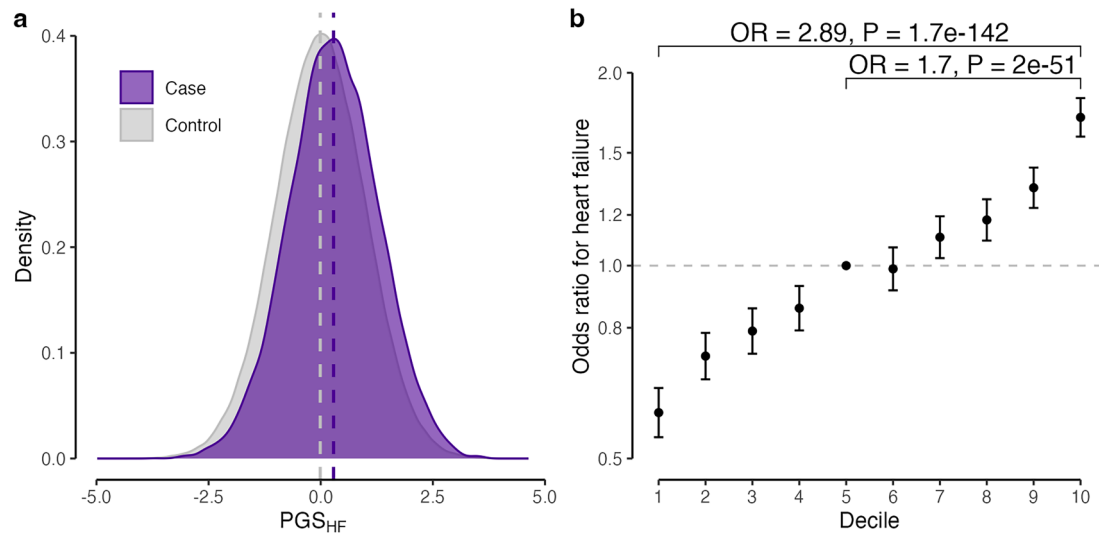 a
0.4
0.3
0.2
0.1
0.0
Density
Case
Control
-5.0 -2.5 0.0 2.5 5.0
PGSHF
b
OR = 2.89, P = 1.7e-142
OR = 1.7, P = 2e-51
2.0
1.5
1.2
1.0
0.8
0.5
Odds ratio for heart failure
1 2 3 4 5 6 7 8 9 10
Decile